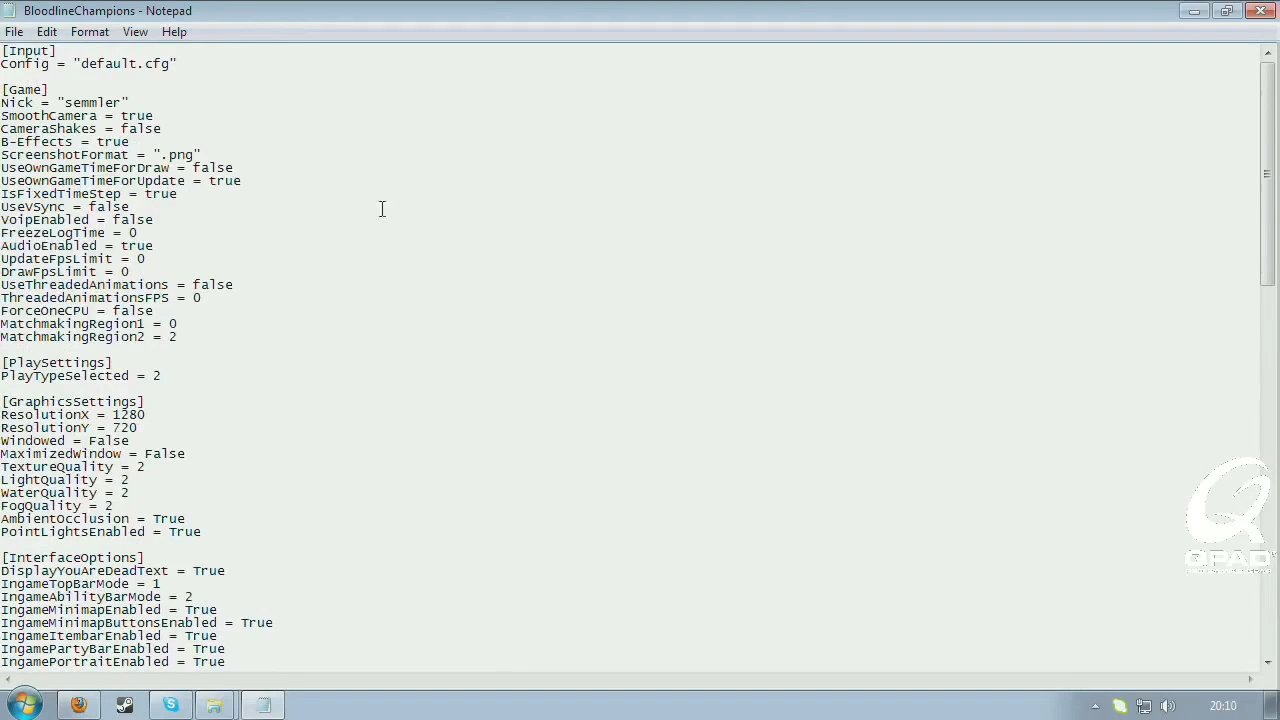 BloodlineChampions - Notepad
File Edit Format View Help
[Input]
Config = "default.cfg"
[Game]
Nick = "semmler"
SmoothCamera = true
CameraShakes = false
B-Effects = true
ScreenshotFormat = ".png"
UseOwnGameTimeForDraw = false
UseOwnGameTimeForUpdate = true
IsFixedTimeStep = true
UseVSync = false
VoipEnabled = false
FreezeLogTime = 0
AudioEnabled = true
UpdateFpsLimit = 0
DrawFpsLimit = 0
UseThreadedAnimations = false
ThreadedAnimationsFPS = 0
ForceOneCPU = false
MatchmakingRegion1 = 0
MatchmakingRegion2 = 2
[PlaySettings]
PlayTypeSelected = 2
[GraphicsSettings]
ResolutionX = 1280
ResolutionY = 720
Windowed = False
MaximizedWindow = False
TextureQuality = 2
LightQuality = 2
WaterQuality = 2
FogQuality = 2
AmbientOcclusion = True
PointLightsEnabled = True
[InterfaceOptions]
DisplayYouAreDeadText = True
IngameTopBarMode = 1
IngameAbilityBarMode = 2
IngameMinimapEnabled = True
IngameMinimapButtonsEnabled = True
IngameItembarEnabled = True
IngamePartyBarEnabled = True
IngamePortraitEnabled = True
QPAD
20:10